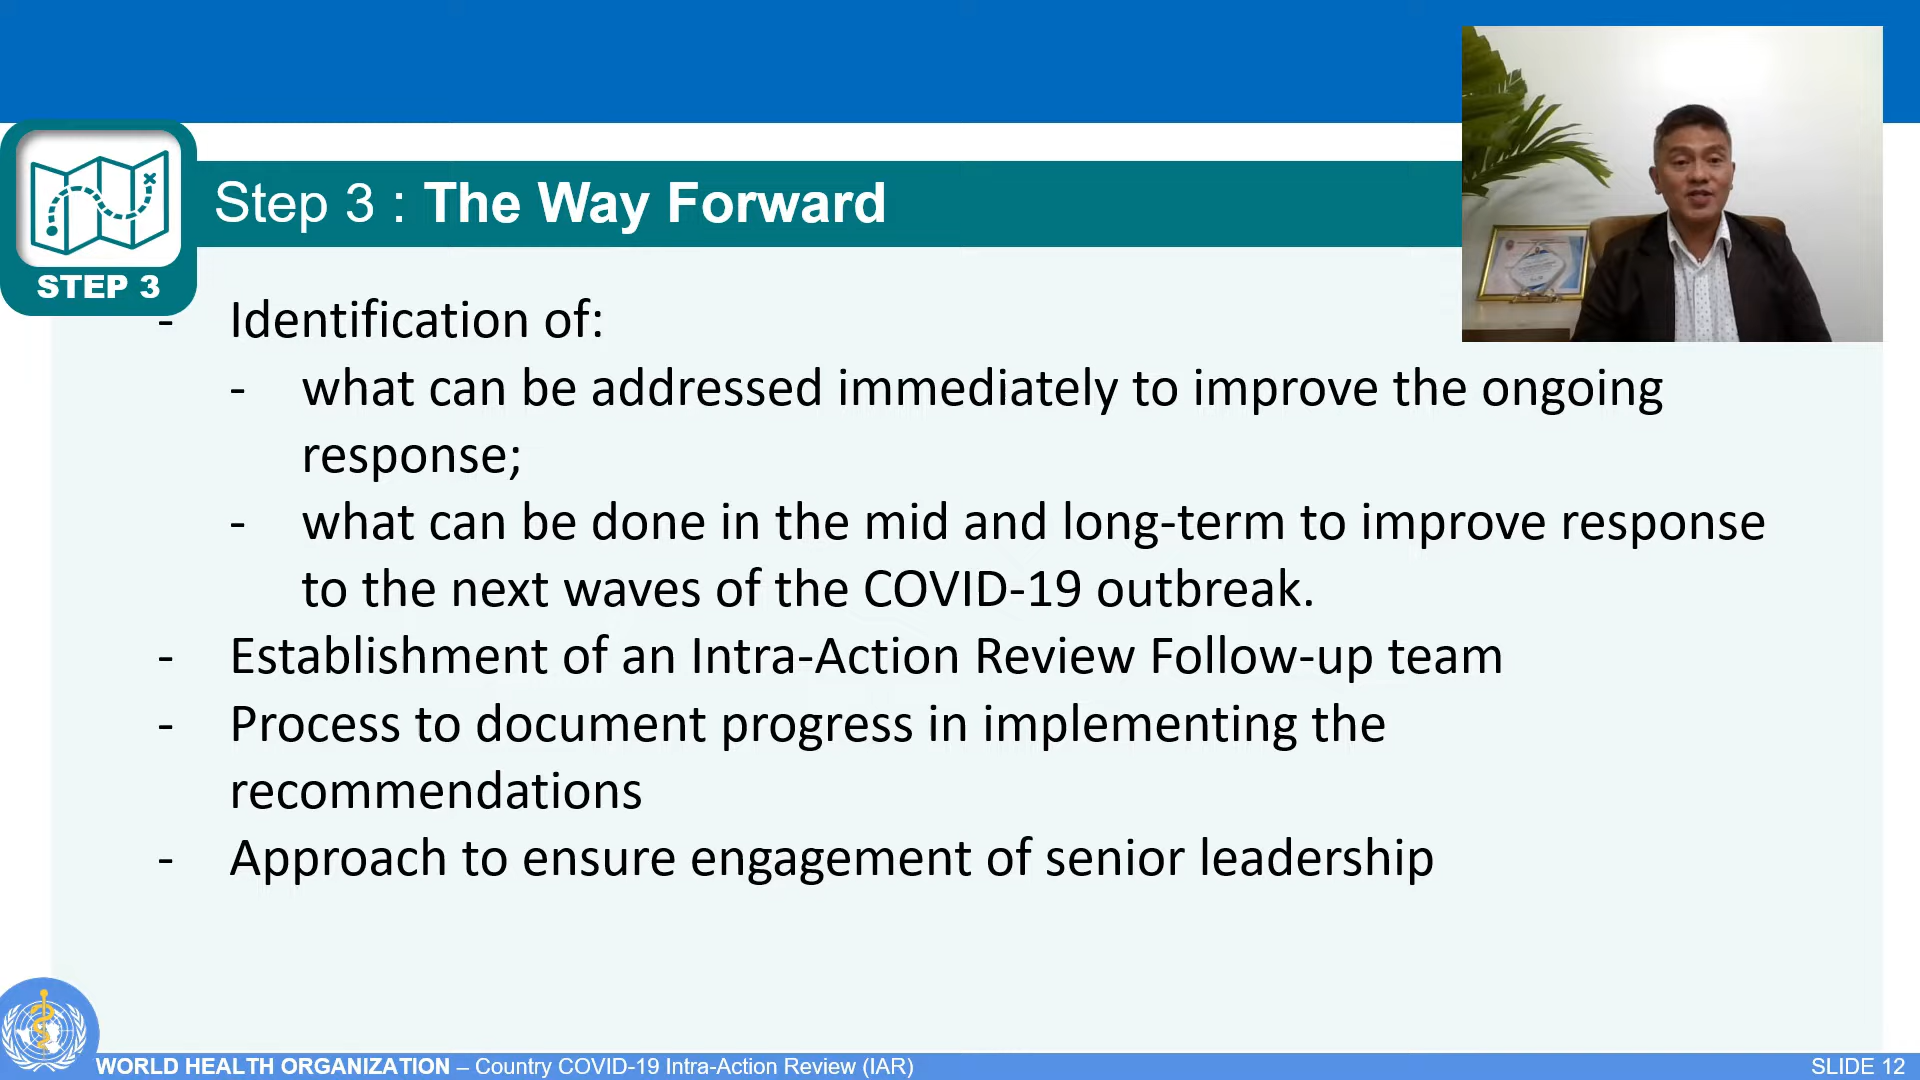 Step 3 : The Way Forward
STEP 3
- Identification of:
- what can be addressed immediately to improve the ongoing
response;
- what can be done in the mid and long-term to improve response
to the next waves of the COVID-19 outbreak.
- Establishment of an Intra-Action Review Follow-up team
- Process to document progress in implementing the
recommendations
- Approach to ensure engagement of senior leadership
WORLD HEALTH ORGANIZATION – Country COVID-19 Intra-Action Review (IAR)
SLIDE 12